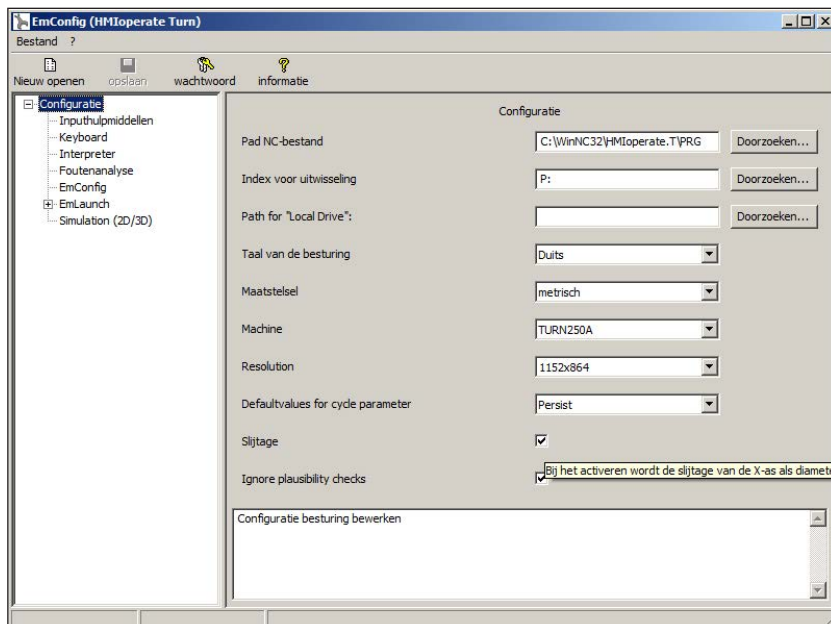 EmConfig (HMIoperate Turn)
Bestand ?
Nieuw openen opslaan wachtwoord informatie
Configuratie
Inputhulpmiddellen
Keyboard
Interpreter
Foutenanalyse
EmConfig
EmLaunch
Simulation (2D/3D)
Configuratie
Pad NC-bestand C:\WinNC32\HMIoperate.T\PRG Doorzoeken...
Index voor uitwisseling P: Doorzoeken...
Path for "Local Drive": Doorzoeken...
Taal van de besturing Duits
Maatstelsel metrisch
Machine TURN250A
Resolution 1152x864
Defaultvalues for cycle parameter Persist
Slijtage
Bij het activeren wordt de slijtage van de X-as als diamete
Ignore plausibility checks
Configuratie besturing bewerken